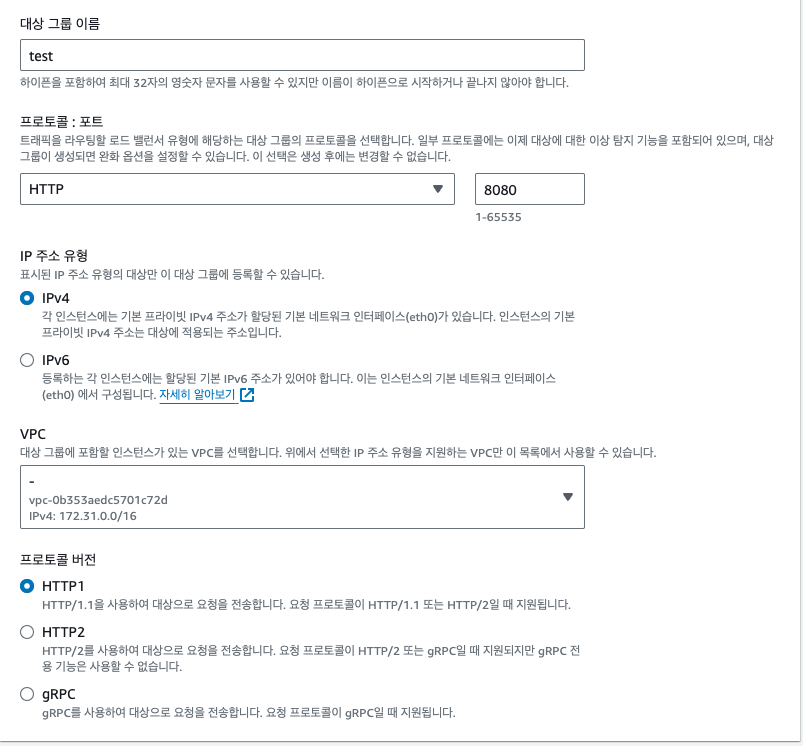 대상 그룹 이름
test
하이픈을 포함하여 최대 32자의 영숫자 문자를 사용할 수 있지만 이름이 하이픈으로 시작하거나 끝나지 않아야 합니다.
프로토콜 : 포트
트래픽을 라우팅할 로드 밸런서 유형에 해당하는 대상 그룹의 프로토콜을 선택합니다. 일부 프로토콜에는 이제 대상에 대한 이상 탐지 기능을 포함되어 있으며, 대상
그룹이 생성되면 완화 옵션을 설정할 수 있습니다. 이 선택은 생성 후에는 변경할 수 없습니다.
HTTP
8080
1-65535
IP 주소 유형
표시된 IP 주소 유형의 대상만 이 대상 그룹에 등록할 수 있습니다.
IPv4
각 인스턴스에는 기본 프라이빗 IPv4 주소가 할당된 기본 네트워크 인터페이스(eth0)가 있습니다. 인스턴스의 기본
프라이빗 IPv4 주소는 대상에 적용되는 주소입니다.
IPv6
등록하는 각 인스턴스에는 할당된 기본 IPv6 주소가 있어야 합니다. 이는 인스턴스의 기본 네트워크 인터페이스
(eth0) 에서 구성됩니다. 자세히 알아보기
VPC
대상 그룹에 포함할 인스턴스가 있는 VPC를 선택합니다. 위에서 선택한 IP 주소 유형을 지원하는 VPC만 이 목록에서 사용할 수 있습니다.
-
vpc-0b353aedc5701c72d
IPv4: 172.31.0.0/16
프로토콜 버전
HTTP1
HTTP/1.1을 사용하여 대상으로 요청을 전송합니다. 요청 프로토콜이 HTTP/1.1 또는 HTTP/2일 때 지원됩니다.
HTTP2
HTTP/2를 사용하여 대상으로 요청을 전송합니다. 요청 프로토콜이 HTTP/2 또는 gRPC일 때 지원되지만 gRPC 전
용 기능은 사용할 수 없습니다.
gRPC
gRPC를 사용하여 대상으로 요청을 전송합니다. 요청 프로토콜이 gRPC일 때 지원됩니다.